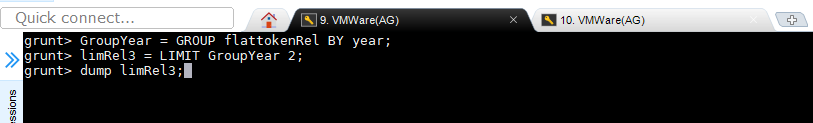 Quick connect...
9. VMWare(AG)
10. VMWare(AG)
grunt> GroupYear = GROUP flattokenRel BY year;
grunt> limRel3 = LIMIT GroupYear 2;
grunt> dump limRel3;